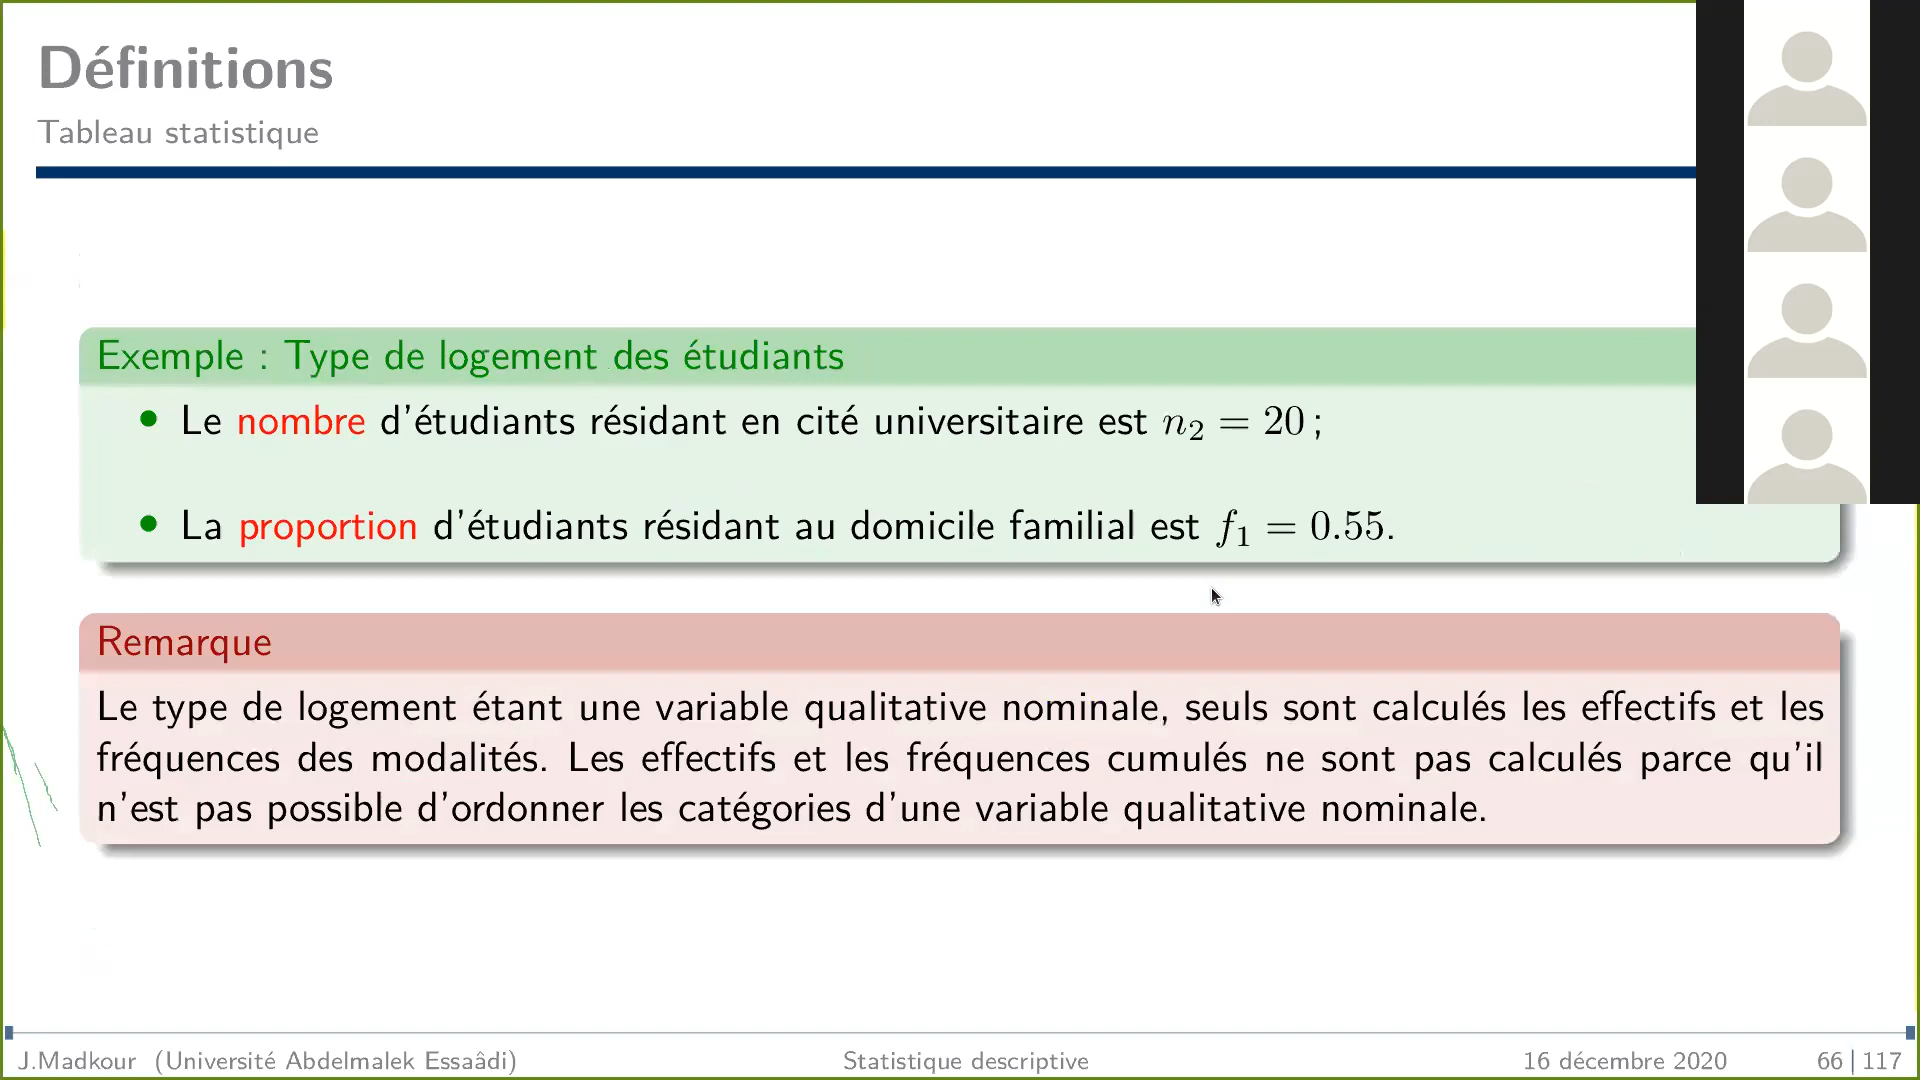 Définitions
Tableau statistique
Exemple : Type de logement des étudiants
• Le nombre d'étudiants résidant en cité universitaire est n₂ = 20 ;
• La proportion d'étudiants résidant au domicile familial est f₁ = 0.55.
Remarque
Le type de logement étant une variable qualitative nominale, seuls sont calculés les effectifs et les
fréquences des modalités. Les effectifs et les fréquences cumulés ne sont pas calculés parce qu'il
n'est pas possible d'ordonner les catégories d'une variable qualitative nominale.
J.Madkour (Université Abdelmalek Essaâdi) Statistique descriptive 16 décembre 2020 66 | 117